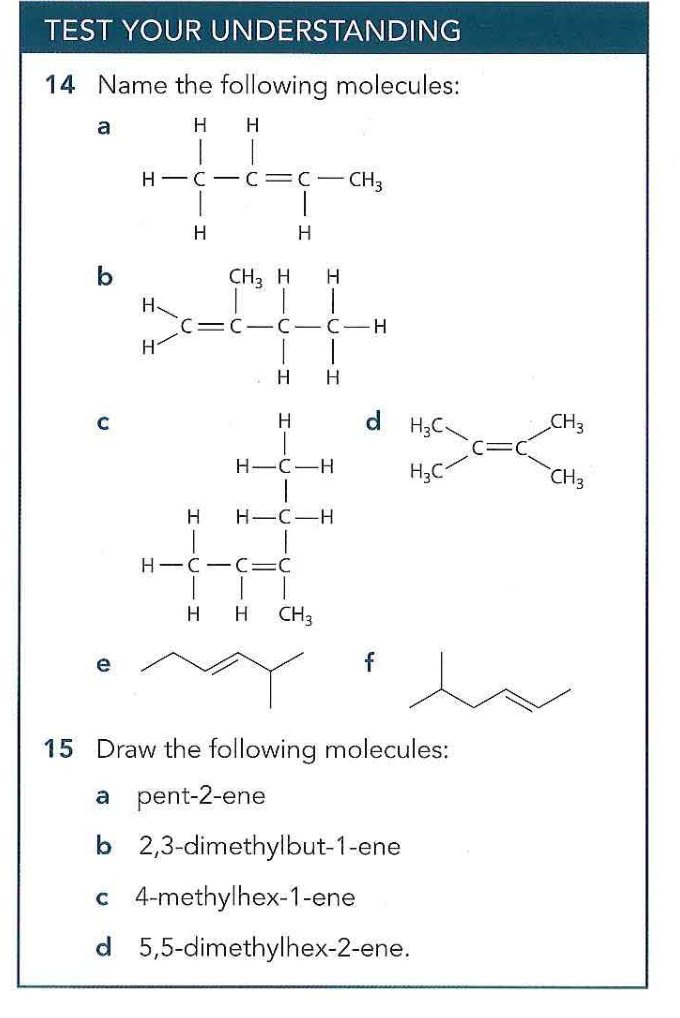 TEST YOUR UNDERSTANDING
14 Name the following molecules:
a
H H
H — C — C = C — CH₃
H H
b
CH₃ H H
H
C = C — C — C — H
H
H H
c
H
H — C — H
H H — C — H
H — C — C = C
H H CH₃
d
H₃C CH₃
C = C
H₃C CH₃
e f
15 Draw the following molecules:
a pent-2-ene
b 2,3-dimethylbut-1-ene
c 4-methylhex-1-ene
d 5,5-dimethylhex-2-ene.